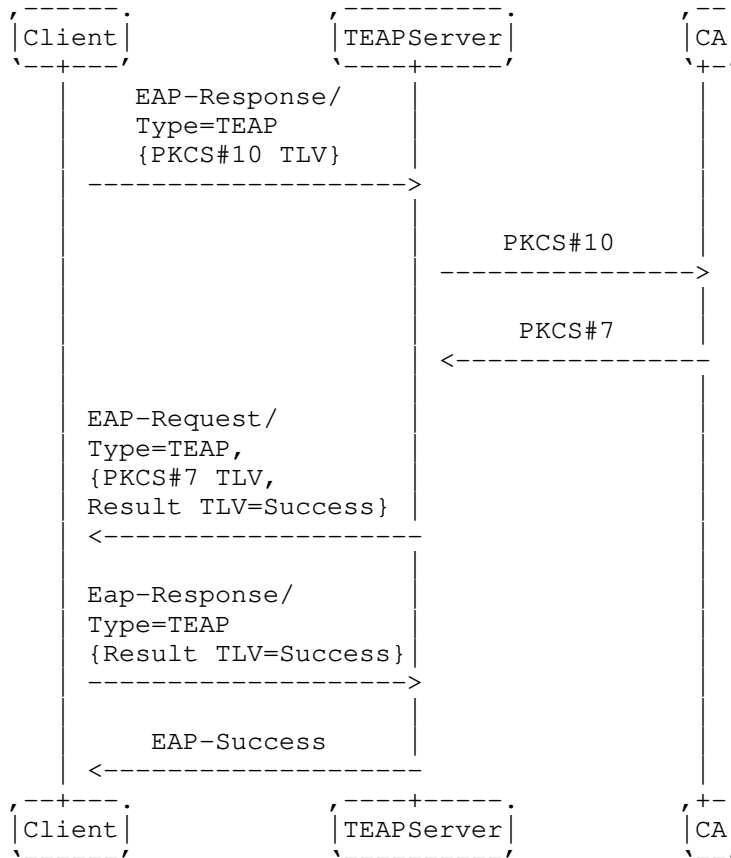 Client TEAPServer CA
EAP-Response/
Type=TEAP
{PKCS#10 TLV}
PKCS#10
PKCS#7
EAP-Request/
Type=TEAP,
{PKCS#7 TLV,
Result TLV=Success}
Eap-Response/
Type=TEAP
{Result TLV=Success}
EAP-Success
Client TEAPServer CA